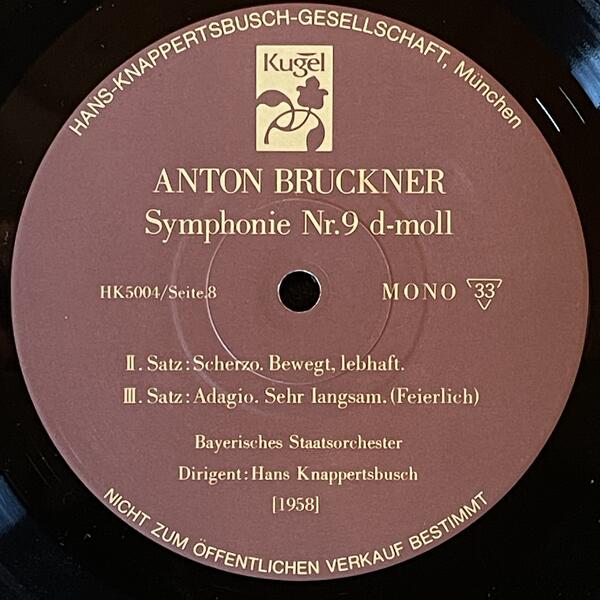 HANS-KNAPPERTSBUSCH-GESELLSCHAFT, München
Kugel
ANTON BRUCKNER
Symphonie Nr.9 d-moll
HK5004/Seite.8 MONO 33
II. Satz:Scherzo. Bewegt, lebhaft.
III. Satz:Adagio. Sehr langsam.(Feierlich)
Bayerisches Staatsorchester
Dirigent:Hans Knappertsbusch
[1958]
NICHT ZUM ÖFFENTLICHEN VERKAUF BESTIMMT